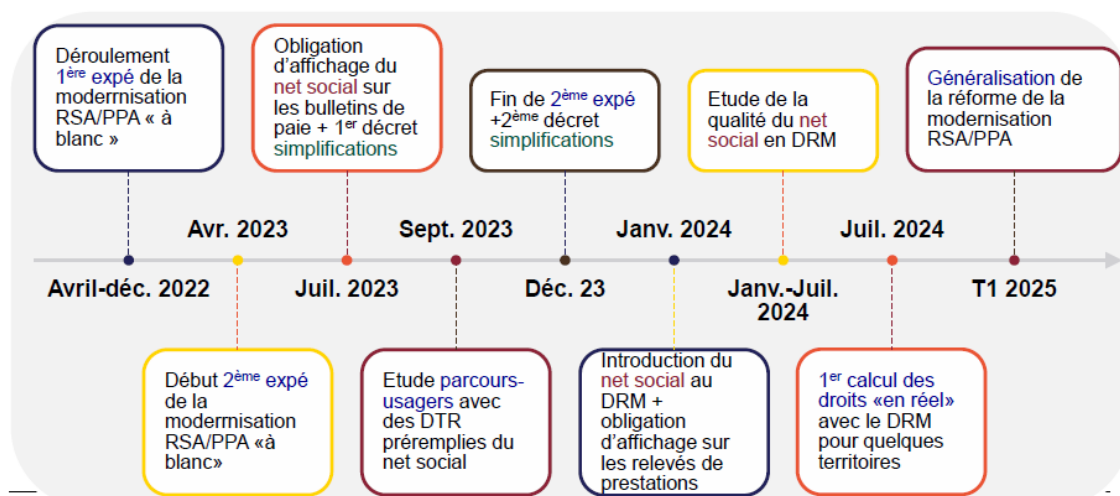 Déroulement
1ère expé de la
modernisation
RSA/PPA « à
blanc »
Obligation
d'affichage du
net social sur
les bulletins de
paie + 1er décret
simplifications
Fin de 2ème expé
+2ème décret
simplifications
Etude de la
qualité du net
social en DRM
Généralisation de
la réforme de la
modernisation
RSA/PPA
Avr. 2023
Sept. 2023
Janv. 2024
Juil. 2024
Avril-déc. 2022
Juil. 2023
Déc. 23
Janv.-Juil.
2024
T1 2025
Début 2ème expé
de la
modernisation
RSA/PPA «à
blanc»
Etude parcours-
usagers avec
des DTR
préremplies du
net social
Introduction du
net social au
DRM +
obligation
d'affichage sur
les relevés de
prestations
1er calcul des
droits «en réel»
avec le DRM
pour quelques
territoires